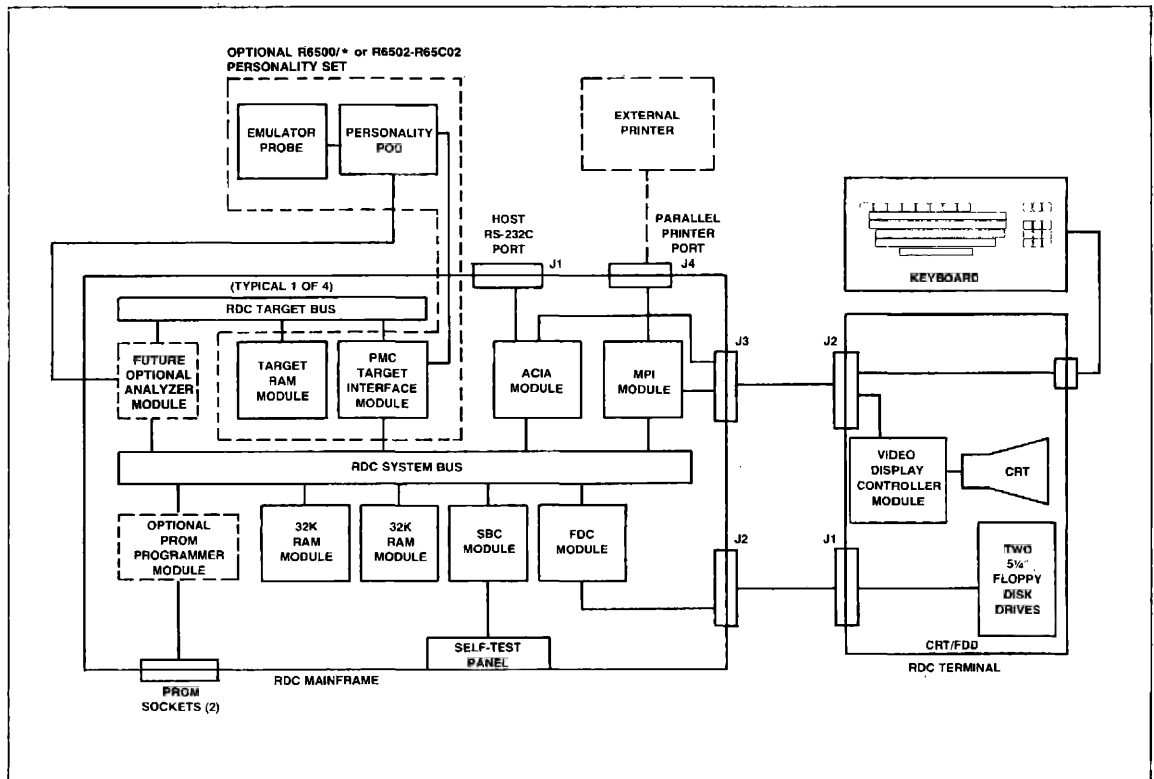 OPTIONAL R6500/* or R6502-R65C02
PERSONALITY SET
EMULATOR
PROBE
PERSONALITY
POD
EXTERNAL
PRINTER
HOST
RS-232C
PORT
J1
PARALLEL
PRINTER
PORT
J4
KEYBOARD
(TYPICAL 1 OF 4)
RDC TARGET BUS
FUTURE
OPTIONAL
ANALYZER
MODULE
TARGET
RAM
MODULE
PMC
TARGET
INTERFACE
MODULE
ACIA
MODULE
MPI
MODULE
J3
J2
RDC SYSTEM BUS
VIDEO
DISPLAY
CONTROLLER
MODULE
CRT
OPTIONAL
PROM
PROGRAMMER
MODULE
32K
RAM
MODULE
32K
RAM
MODULE
SBC
MODULE
FDC
MODULE
J2
J1
TWO
5¼"
FLOPPY
DISK
DRIVES
SELF-TEST
PANEL
CRT/FDD
RDC MAINFRAME
RDC TERMINAL
PROM
SOCKETS (2)